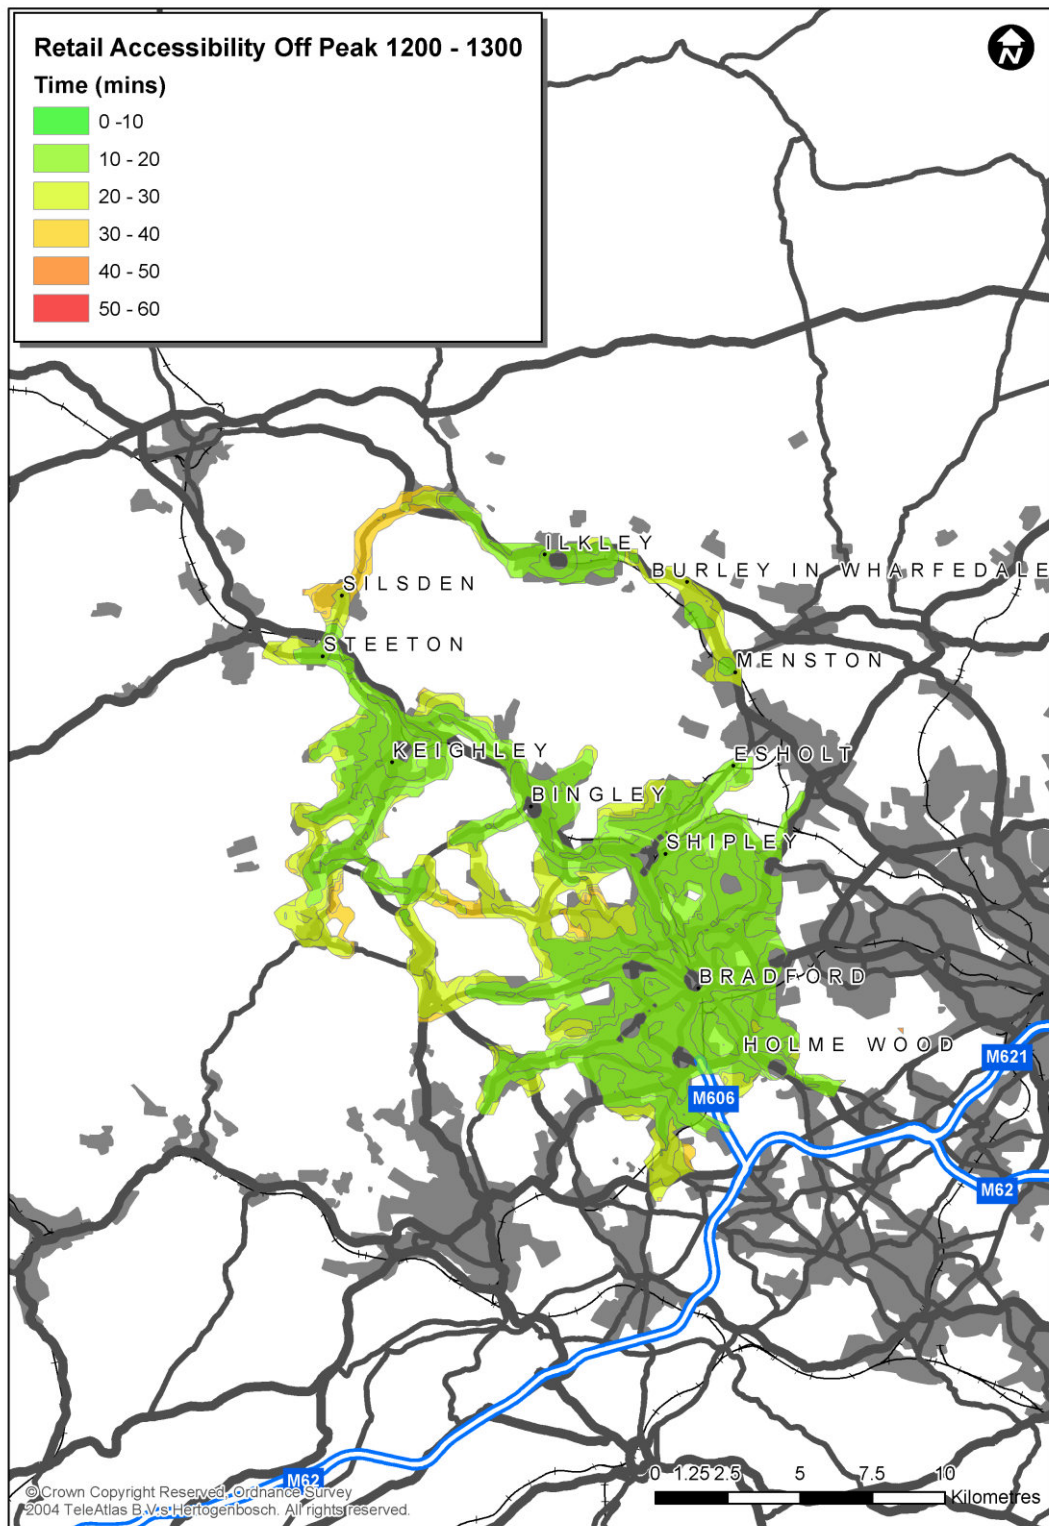 Retail Accessibility Off Peak 1200 - 1300
Time (mins)
0 -10
10 - 20
20 - 30
30 - 40
40 - 50
50 - 60
N
ILKLEY
BURLEY IN WHARFEDALE
SILSDEN
STEETON
MENSTON
KEIGHLEY
ESHOLT
BINGLEY
SHIPLEY
BRADFORD
HOLME WOOD
M621
M606
M62
M62
0 1.25 2.5 5 7.5 10
Kilometres
© Crown Copyright Reserved, Ordnance Survey
2004 TeleAtlas B.V.s Hertogenbosch. All rights reserved.